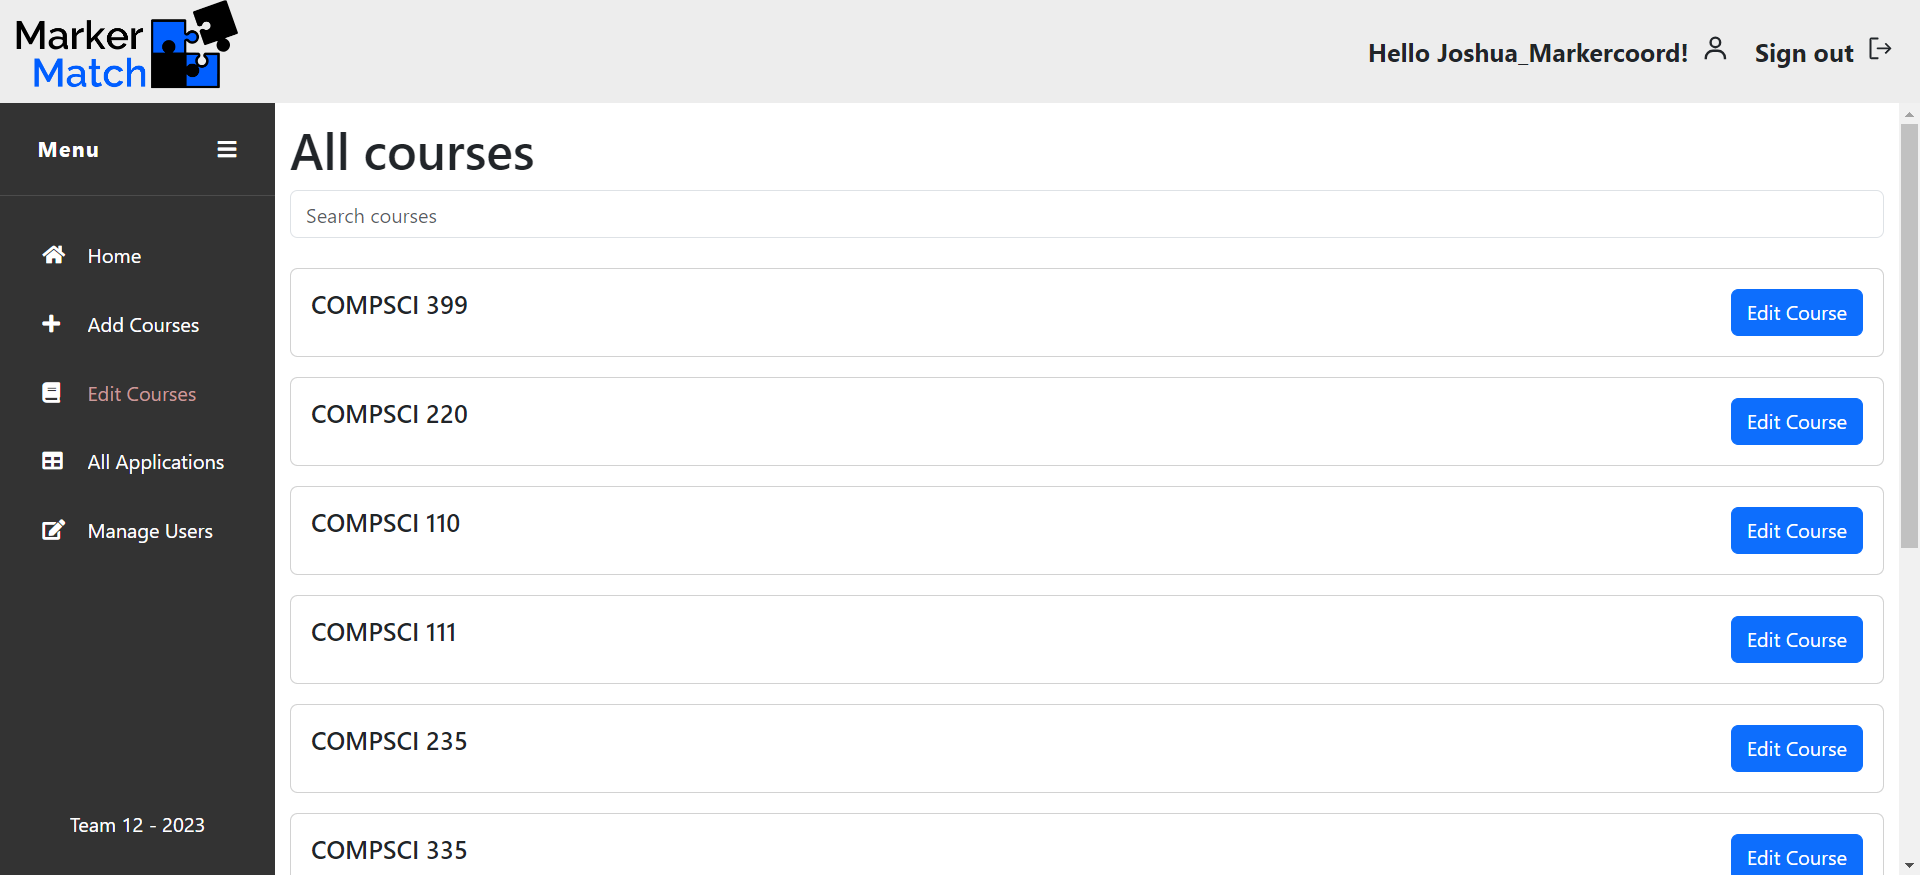 Marker
Match
Hello Joshua_Markercoord!
Sign out
Menu
Home
Add Courses
Edit Courses
All Applications
Manage Users
Team 12 - 2023
All courses
Search courses
COMPSCI 399
Edit Course
COMPSCI 220
Edit Course
COMPSCI 110
Edit Course
COMPSCI 111
Edit Course
COMPSCI 235
Edit Course
COMPSCI 335
Edit Course